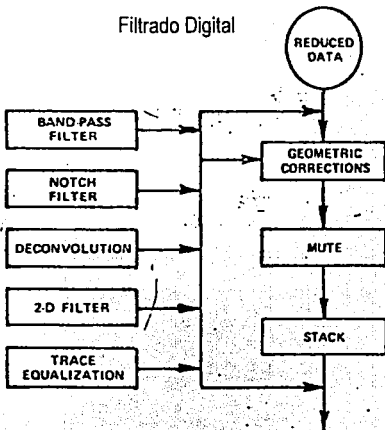 Filtrado Digital
REDUCED
DATA
BAND-PASS
FILTER
GEOMETRIC
CORRECTIONS
NOTCH
FILTER
DECONVOLUTION
MUTE
2-D FILTER
STACK
TRACE
EQUALIZATION